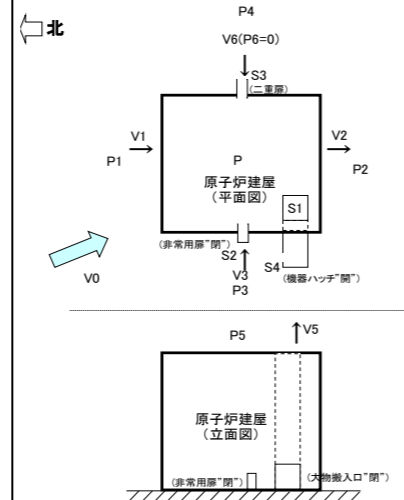 P4
北
V6(P6=0)
S3
(二重扉)
V1
V2
P1
P
P2
原子炉建屋
(平面図)
S1
(非常用扉"閉")
S2
S4
(機器ハッチ"開")
V3
P3
V0
P5
V5
原子炉建屋
(立面図)
(非常用扉"閉")
(大物搬入口"閉")